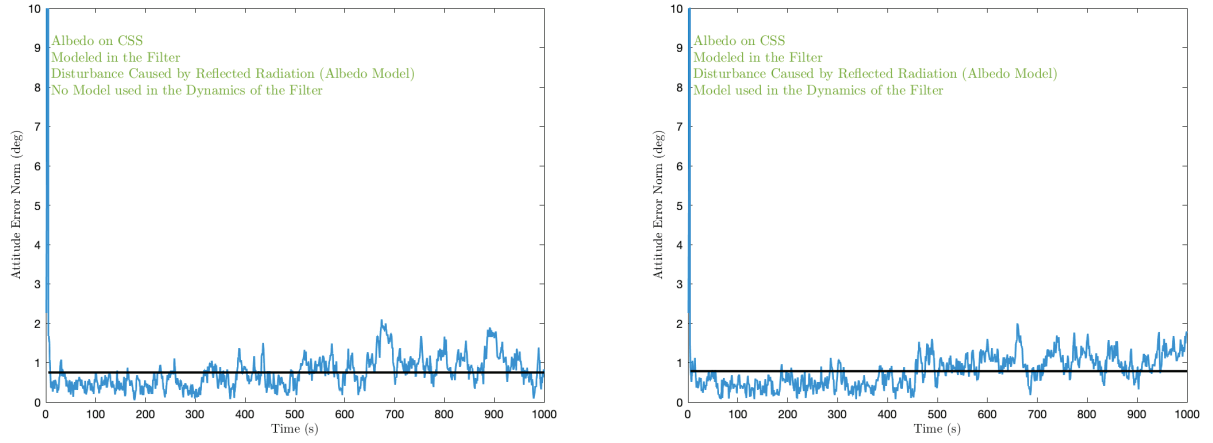 10
9
8
7
6
5
4
3
2
1
0
Attitude Error Norm (deg)
Albedo on CSS
Modeled in the Filter
Disturbance Caused by Reflected Radiation (Albedo Model)
No Model used in the Dynamics of the Filter
0 100 200 300 400 500 600 700 800 900 1000
Time (s)
10
9
8
7
6
5
4
3
2
1
0
Attitude Error Norm (deg)
Albedo on CSS
Modeled in the Filter
Disturbance Caused by Reflected Radiation (Albedo Model)
Model used in the Dynamics of the Filter
0 100 200 300 400 500 600 700 800 900 1000
Time (s)